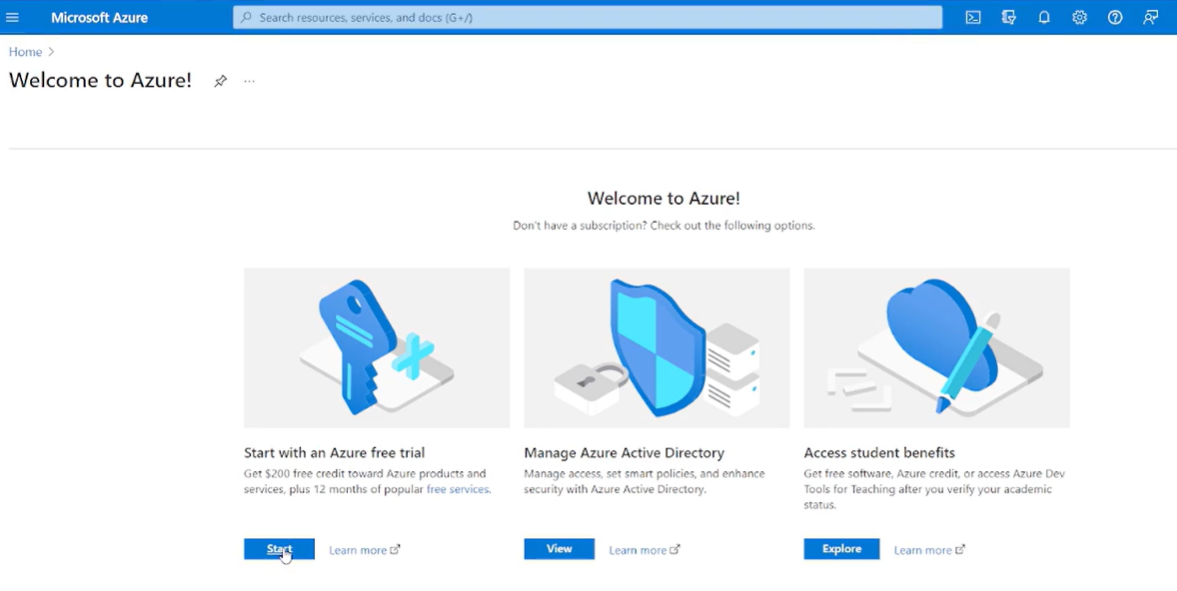 Microsoft Azure
Search resources, services, and docs (G+/)
Home >
Welcome to Azure! ...
Welcome to Azure!
Don't have a subscription? Check out the following options.
Start with an Azure free trial
Get $200 free credit toward Azure products and
services, plus 12 months of popular free services.
Start Learn more
Manage Azure Active Directory
Manage access, set smart policies, and enhance
security with Azure Active Directory.
View Learn more
Access student benefits
Get free software, Azure credit, or access Azure Dev
Tools for Teaching after you verify your academic
status.
Explore Learn more